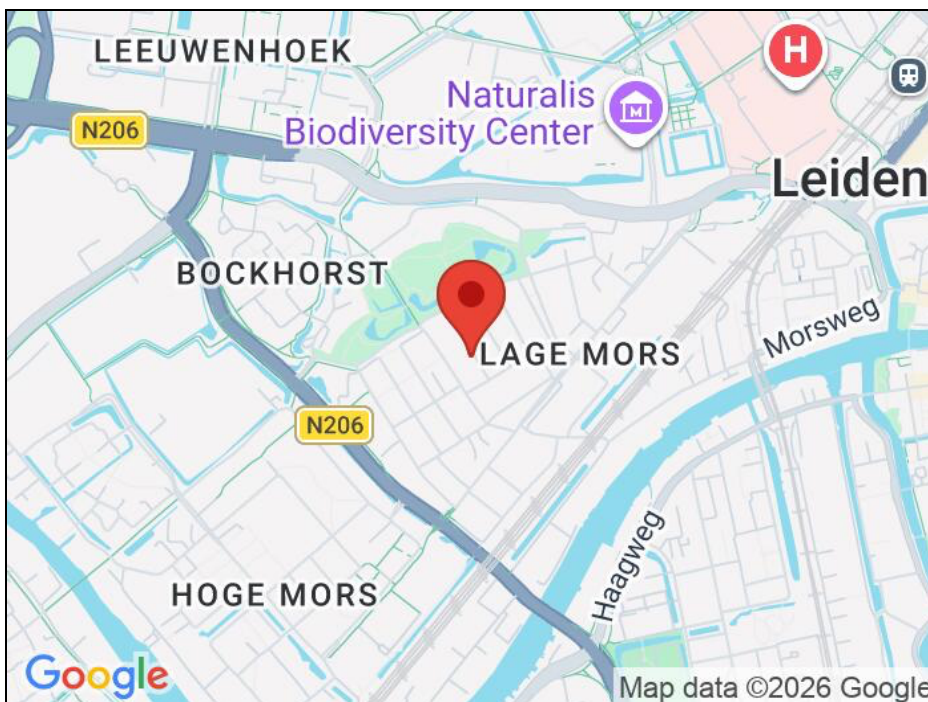 LEEUWENHOEK
H
N206
Naturalis
Biodiversity Center
M
Leiden
BOCKHORST
Morsweg
LAGE MORS
N206
Haagweg
HOGE MORS
Google
Map data ©2026 Google